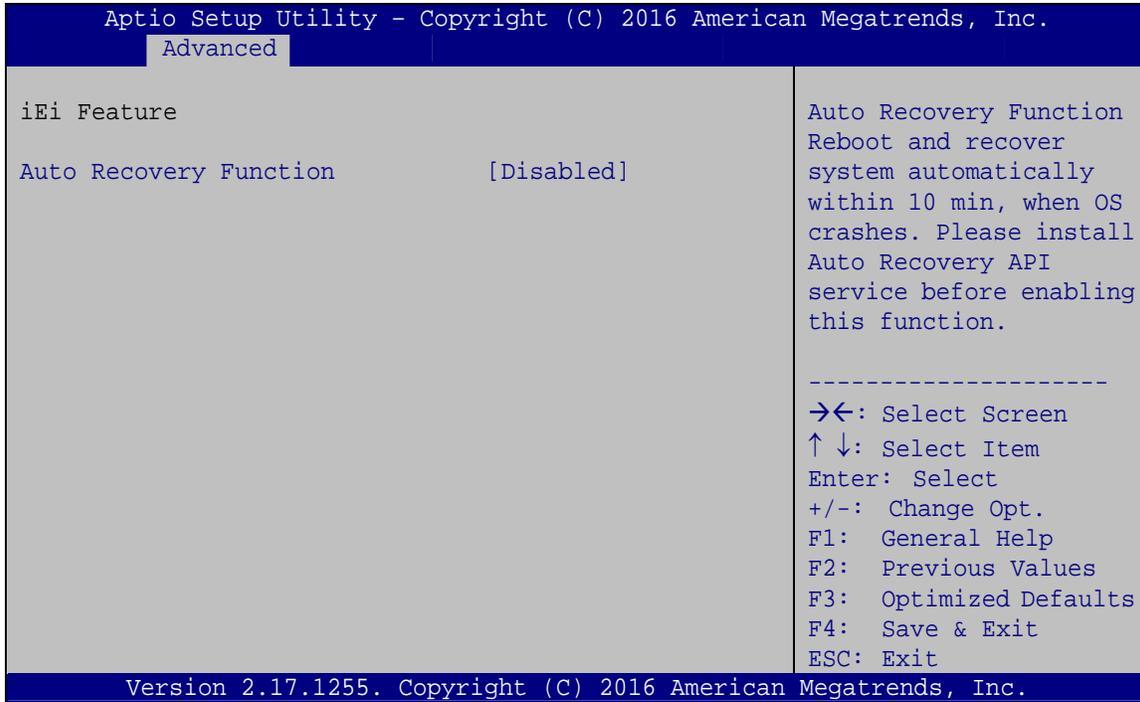 Aptio Setup Utility – Copyright (C) 2016 American Megatrends, Inc.
Advanced
iEi Feature
Auto Recovery Function [Disabled]
Auto Recovery Function
Reboot and recover
system automatically
within 10 min, when OS
crashes. Please install
Auto Recovery API
service before enabling
this function.
---------------------
→←: Select Screen
↑ ↓: Select Item
Enter: Select
+/-: Change Opt.
F1: General Help
F2: Previous Values
F3: Optimized Defaults
F4: Save & Exit
ESC: Exit
Version 2.17.1255. Copyright (C) 2016 American Megatrends, Inc.